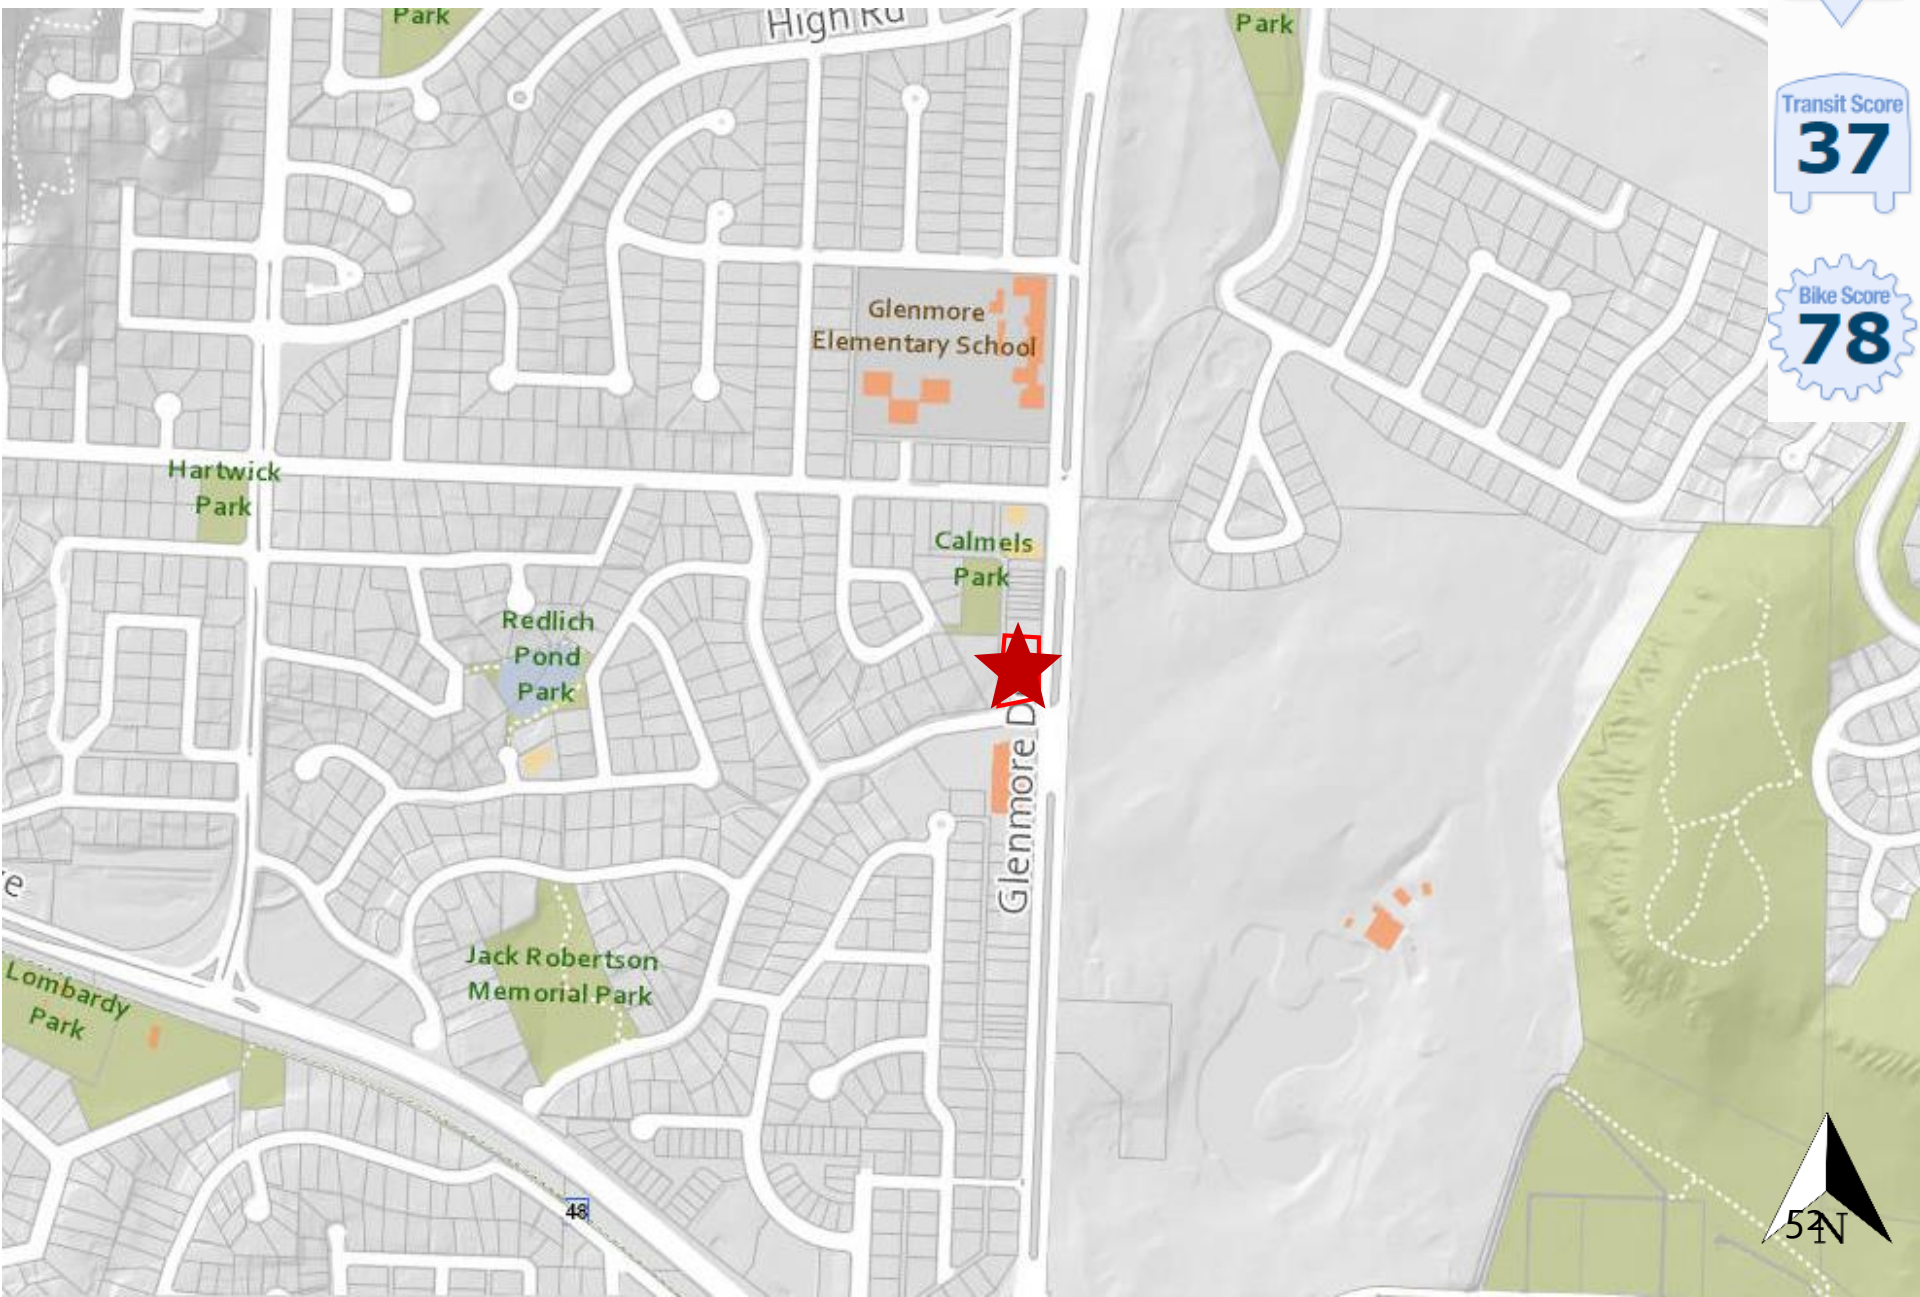 Park
High Rd
Park
Transit Score
37
Bike Score
78
Glenmore
Elementary School
Hartwick
Park
Calmels
Park
Redlich
Pond
Park
Glenmore D
Jack Robertson
Memorial Park
Lombardy
Park
48
52
N